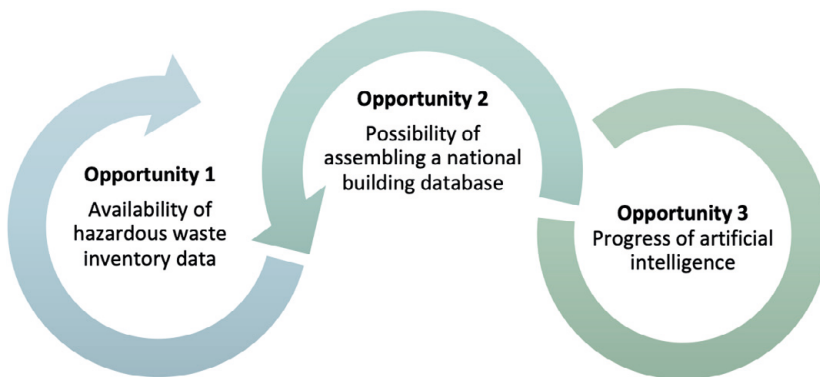 Opportunity 1
Availability of
hazardous waste
inventory data
Opportunity 2
Possibility of
assembling a national
building database
Opportunity 3
Progress of artificial
intelligence